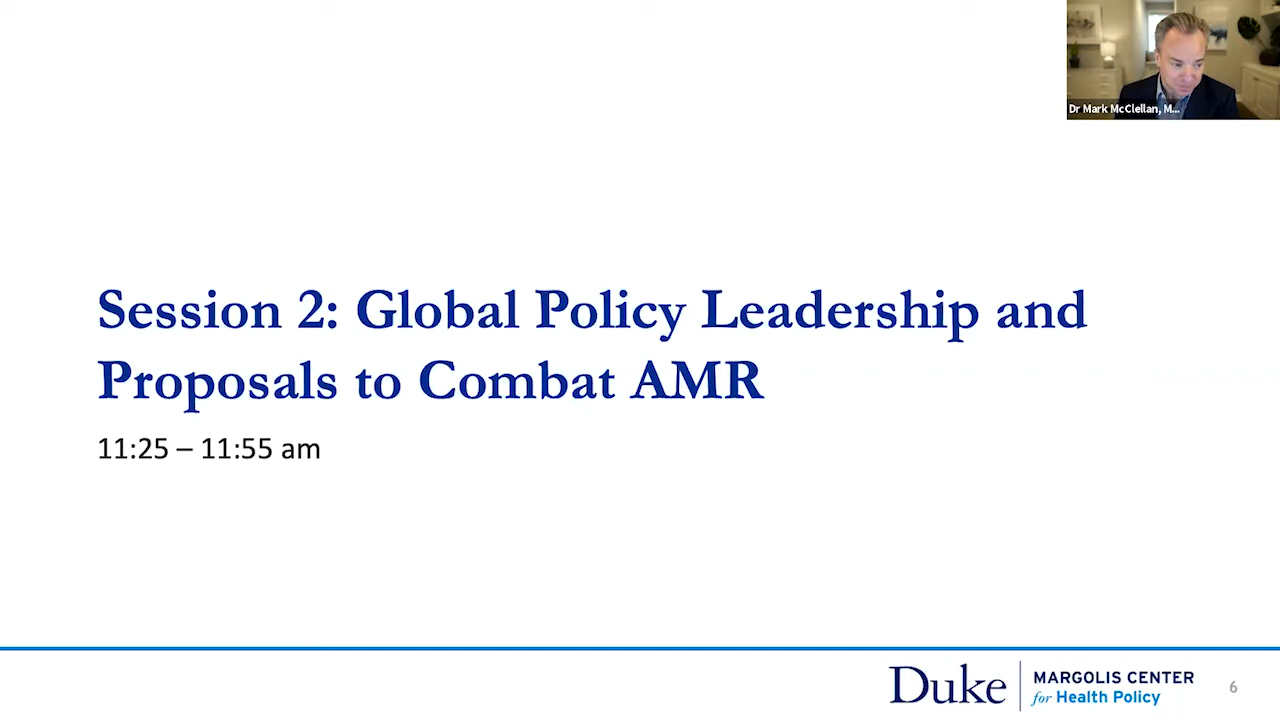 Dr Mark McClellan, M...
Session 2: Global Policy Leadership and
Proposals to Combat AMR
11:25 – 11:55 am
Duke
MARGOLIS CENTER
for Health Policy
6